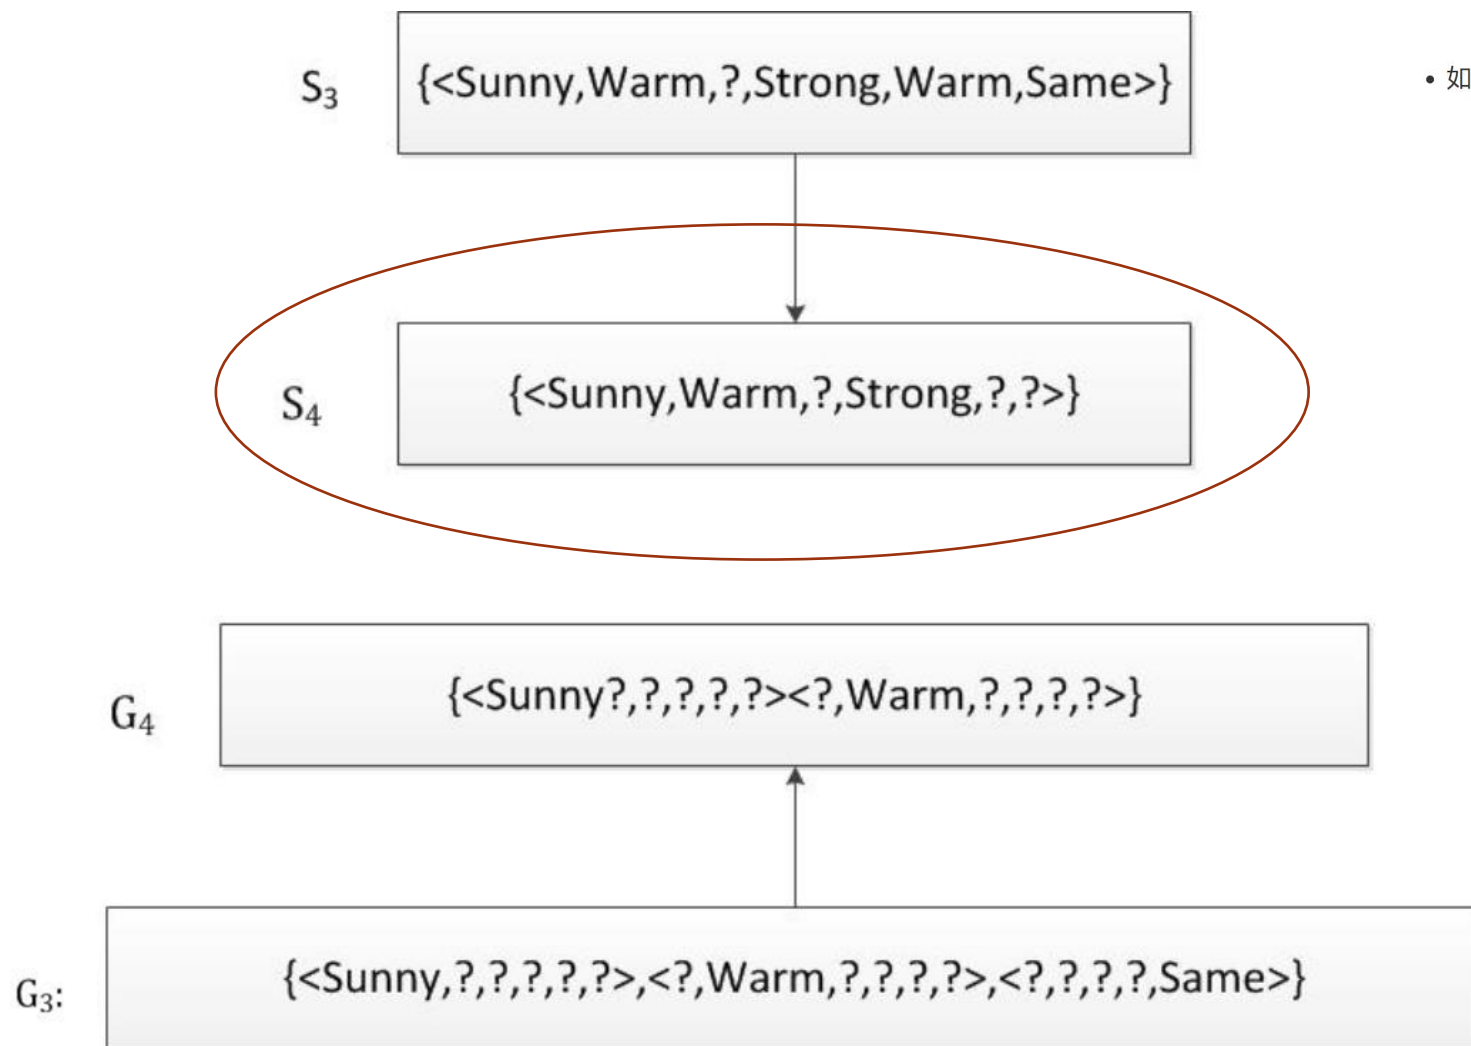 S₃ {<Sunny,Warm,?,Strong,Warm,Same>}
• 如
S₄ {<Sunny,Warm,?,Strong,?,?>}
G₄ {<Sunny?,?,?,?,?><?,Warm,?,?,?,?>}
G₃: {<Sunny,?,?,?,?,?>,<?,Warm,?,?,?,?>,<?,?,?,?,Same>}